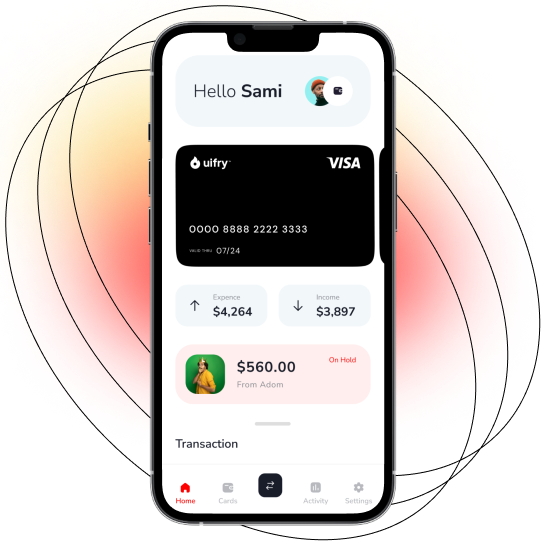 Hello Sami
uifry™
VISA
0000 8888 2222 3333
VALID THRU 07/24
Expence
$4,264
Income
$3,897
$560.00
On Hold
From Adom
Transaction
Home
Cards
Activity
Settings